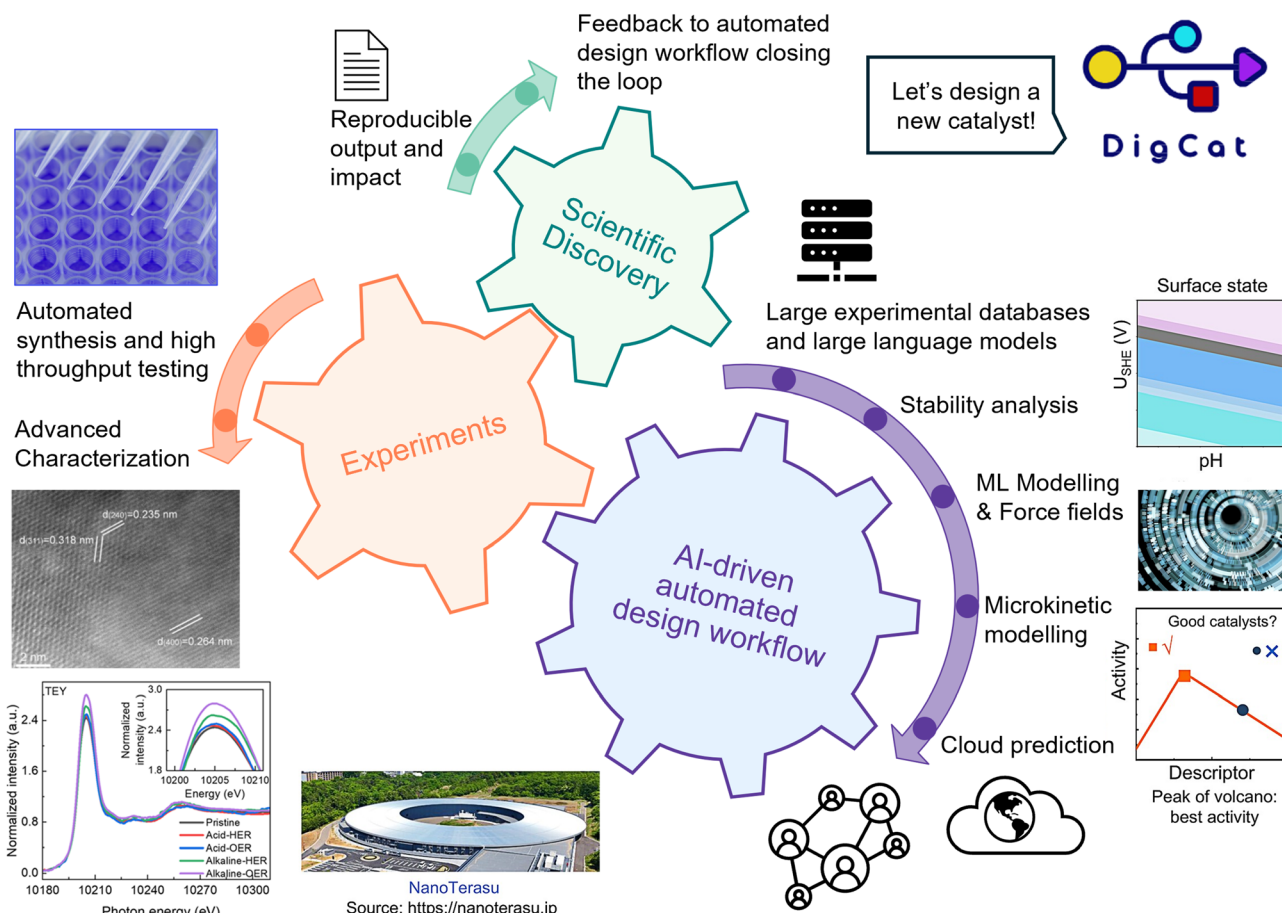 Feedback to automated
design workflow closing
the loop
Reproducible
output and
impact
Let's design a
new catalyst!
DigCat
Scientific
Discovery
Automated
synthesis and high
throughput testing
Advanced
Characterization
Experiments
Large experimental databases
and large language models
Stability analysis
ML Modelling
& Force fields
Microkinetic
modelling
Cloud prediction
AI-driven
automated
design workflow
Surface state
U_SHE (V)
pH
Good catalysts?
√
Activity
Descriptor
Peak of volcano:
best activity
d(240)=0.235 nm
d(311)=0.318 nm
d(400)=0.264 nm
2 nm
TEY
Normalized intensity (a.u.)
2.4
1.6
0.8
0.0
10180 10210 10240 10270 10300
Photon energy (eV)
Normalized
intensity (a.u.)
3.0
2.4
1.8
10200 10205 10210
Energy (eV)
Pristine
Acid-HER
Acid-OER
Alkaline-HER
Alkaline-OER
NanoTerasu
Source: https://nanoterasu.jp